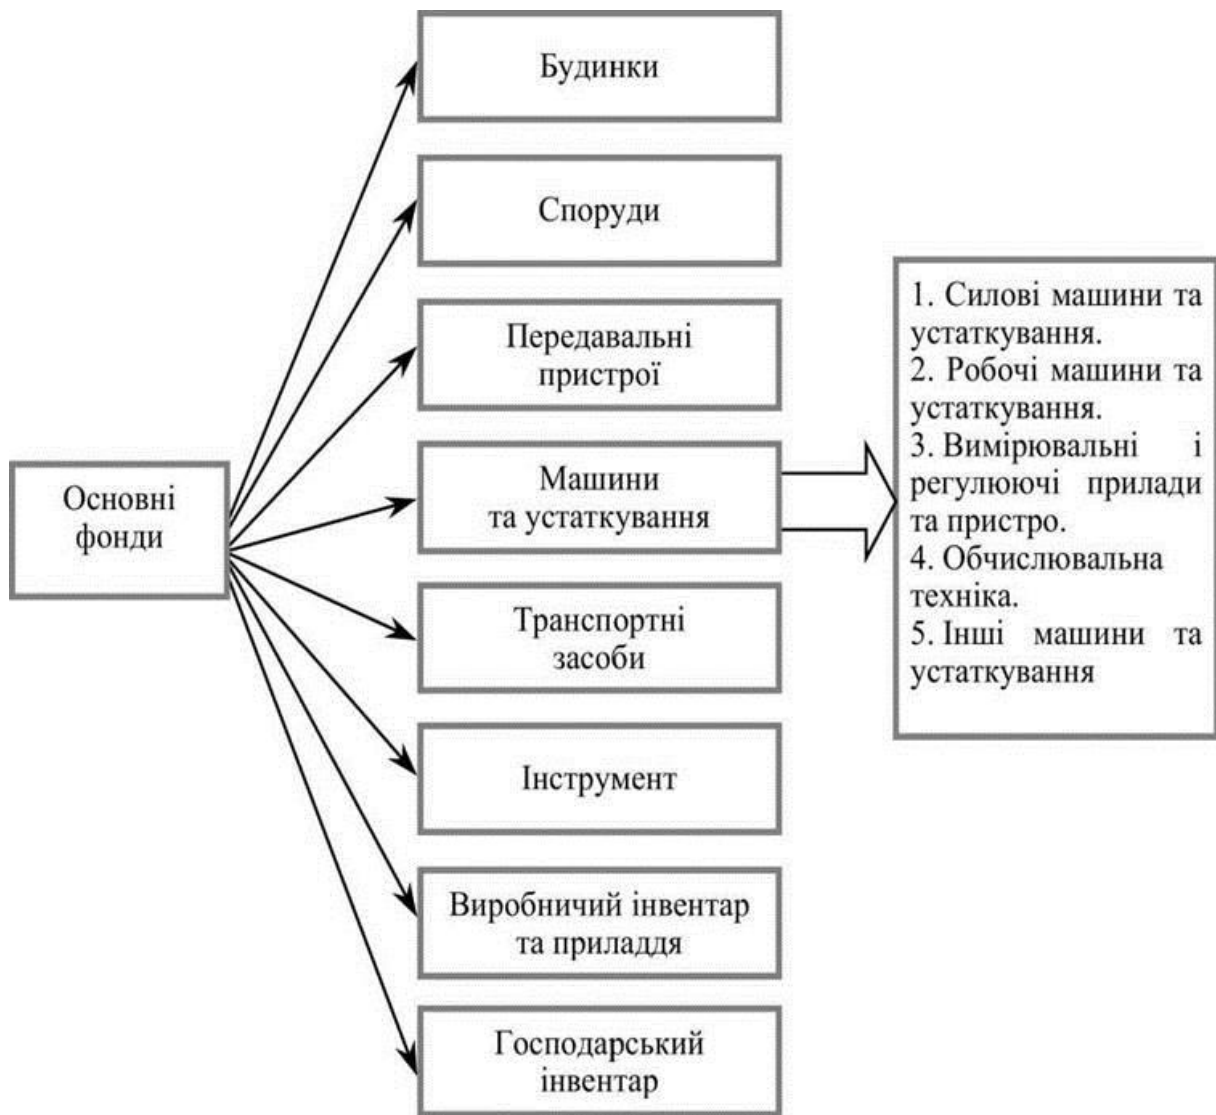 Основні
фонди
Будинки
Споруди
Передавальні
пристрої
Машини
та устаткування
Транспортні
засоби
Інструмент
Виробничий інвентар
та приладдя
Господарський
інвентар
1. Силові машини та
устаткування.
2. Робочі машини та
устаткування.
3. Вимірювальні і
регулюючі прилади
та пристро.
4. Обчислювальна
техніка.
5. Інші машини та
устаткування